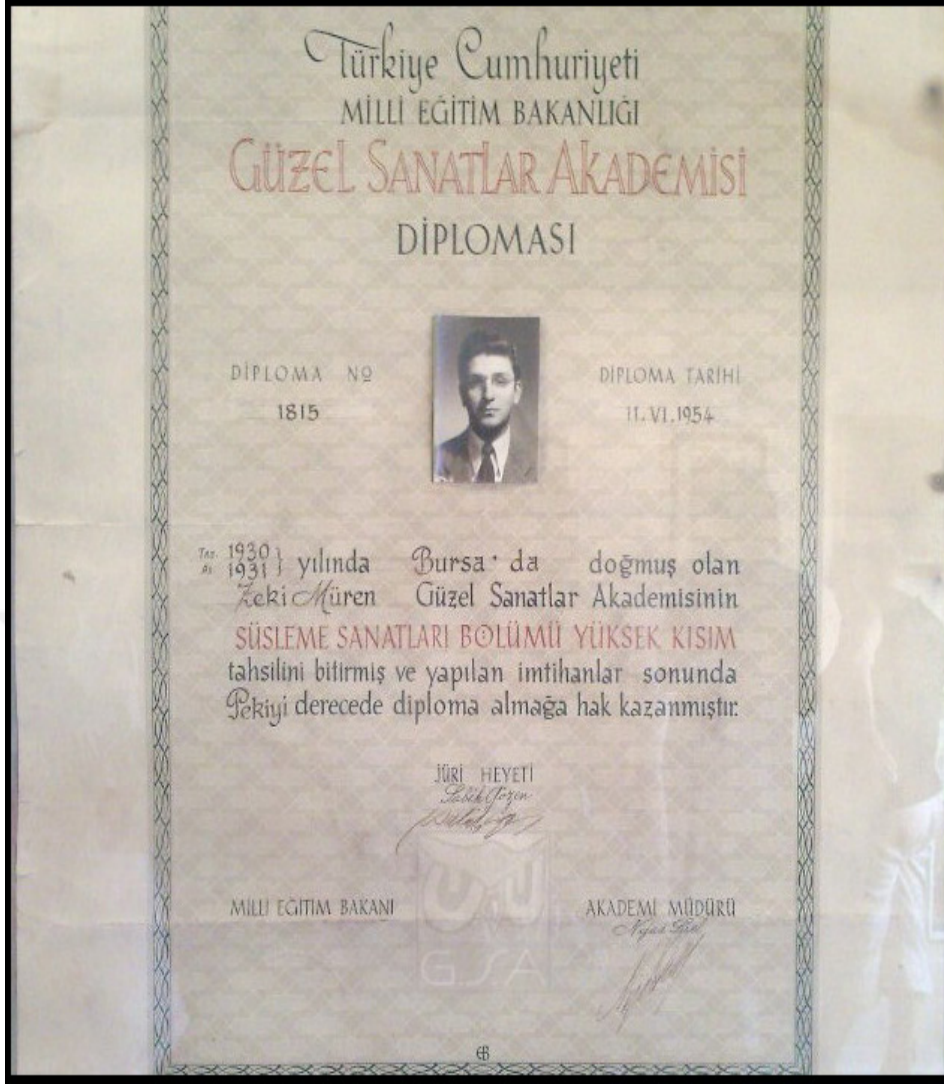 Türkiye Cumhuriyeti
MİLLİ EĞİTİM BAKANLIĞI
GÜZEL SANATLAR AKADEMİSİ
DİPLOMASI
DİPLOMA No
1815
DİPLOMA TARİHİ
11.VI.1954
1930
1931 } yılında Bursa'da doğmuş olan
Zeki Müren Güzel Sanatlar Akademisinin
SÜSLEME SANATLARI BÖLÜMÜ YÜKSEK KISIM
tahsilini bitirmiş ve yapılan imtihanlar sonunda
Pekiyi derecede diploma almağa hak kazanmıştır.
JÜRİ HEYETİ
Sabih Gözen
MİLLİ EĞİTİM BAKANI
AKADEMİ MÜDÜRÜ
GSA